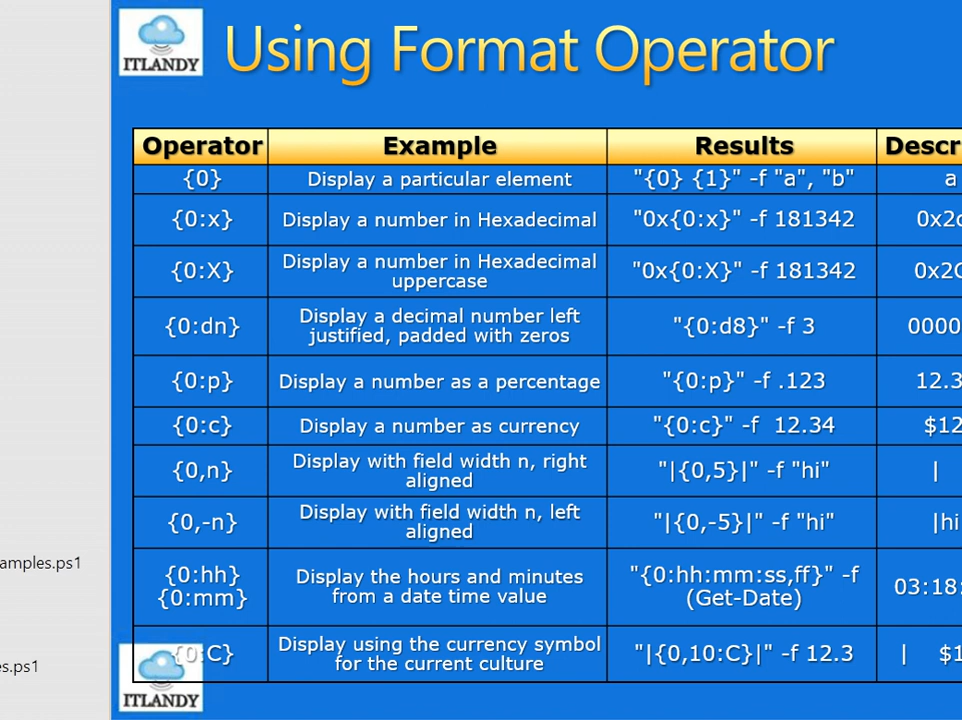 ITLANDY
Using Format Operator
Operator Example Results Descr
{0} Display a particular element "{0} {1}" -f "a", "b" a
{0:x} Display a number in Hexadecimal "0x{0:x}" -f 181342 0x2c
{0:X} Display a number in Hexadecimal
uppercase "0x{0:X}" -f 181342 0x2C
{0:dn} Display a decimal number left
justified, padded with zeros "{0:d8}" -f 3 0000
{0:p} Display a number as a percentage "{0:p}" -f .123 12.3
{0:c} Display a number as currency "{0:c}" -f 12.34 $12
{0,n} Display with field width n, right
aligned "|{0,5}|" -f "hi" |
{0,-n} Display with field width n, left
aligned "|{0,-5}|" -f "hi" |hi
{0:hh}
{0:mm} Display the hours and minutes
from a date time value "{0:hh:mm:ss,ff}" -f
(Get-Date) 03:18:
{0:C} Display using the currency symbol
for the current culture "|{0,10:C}|" -f 12.3 | $1
ITLANDY
amples.ps1
es.ps1